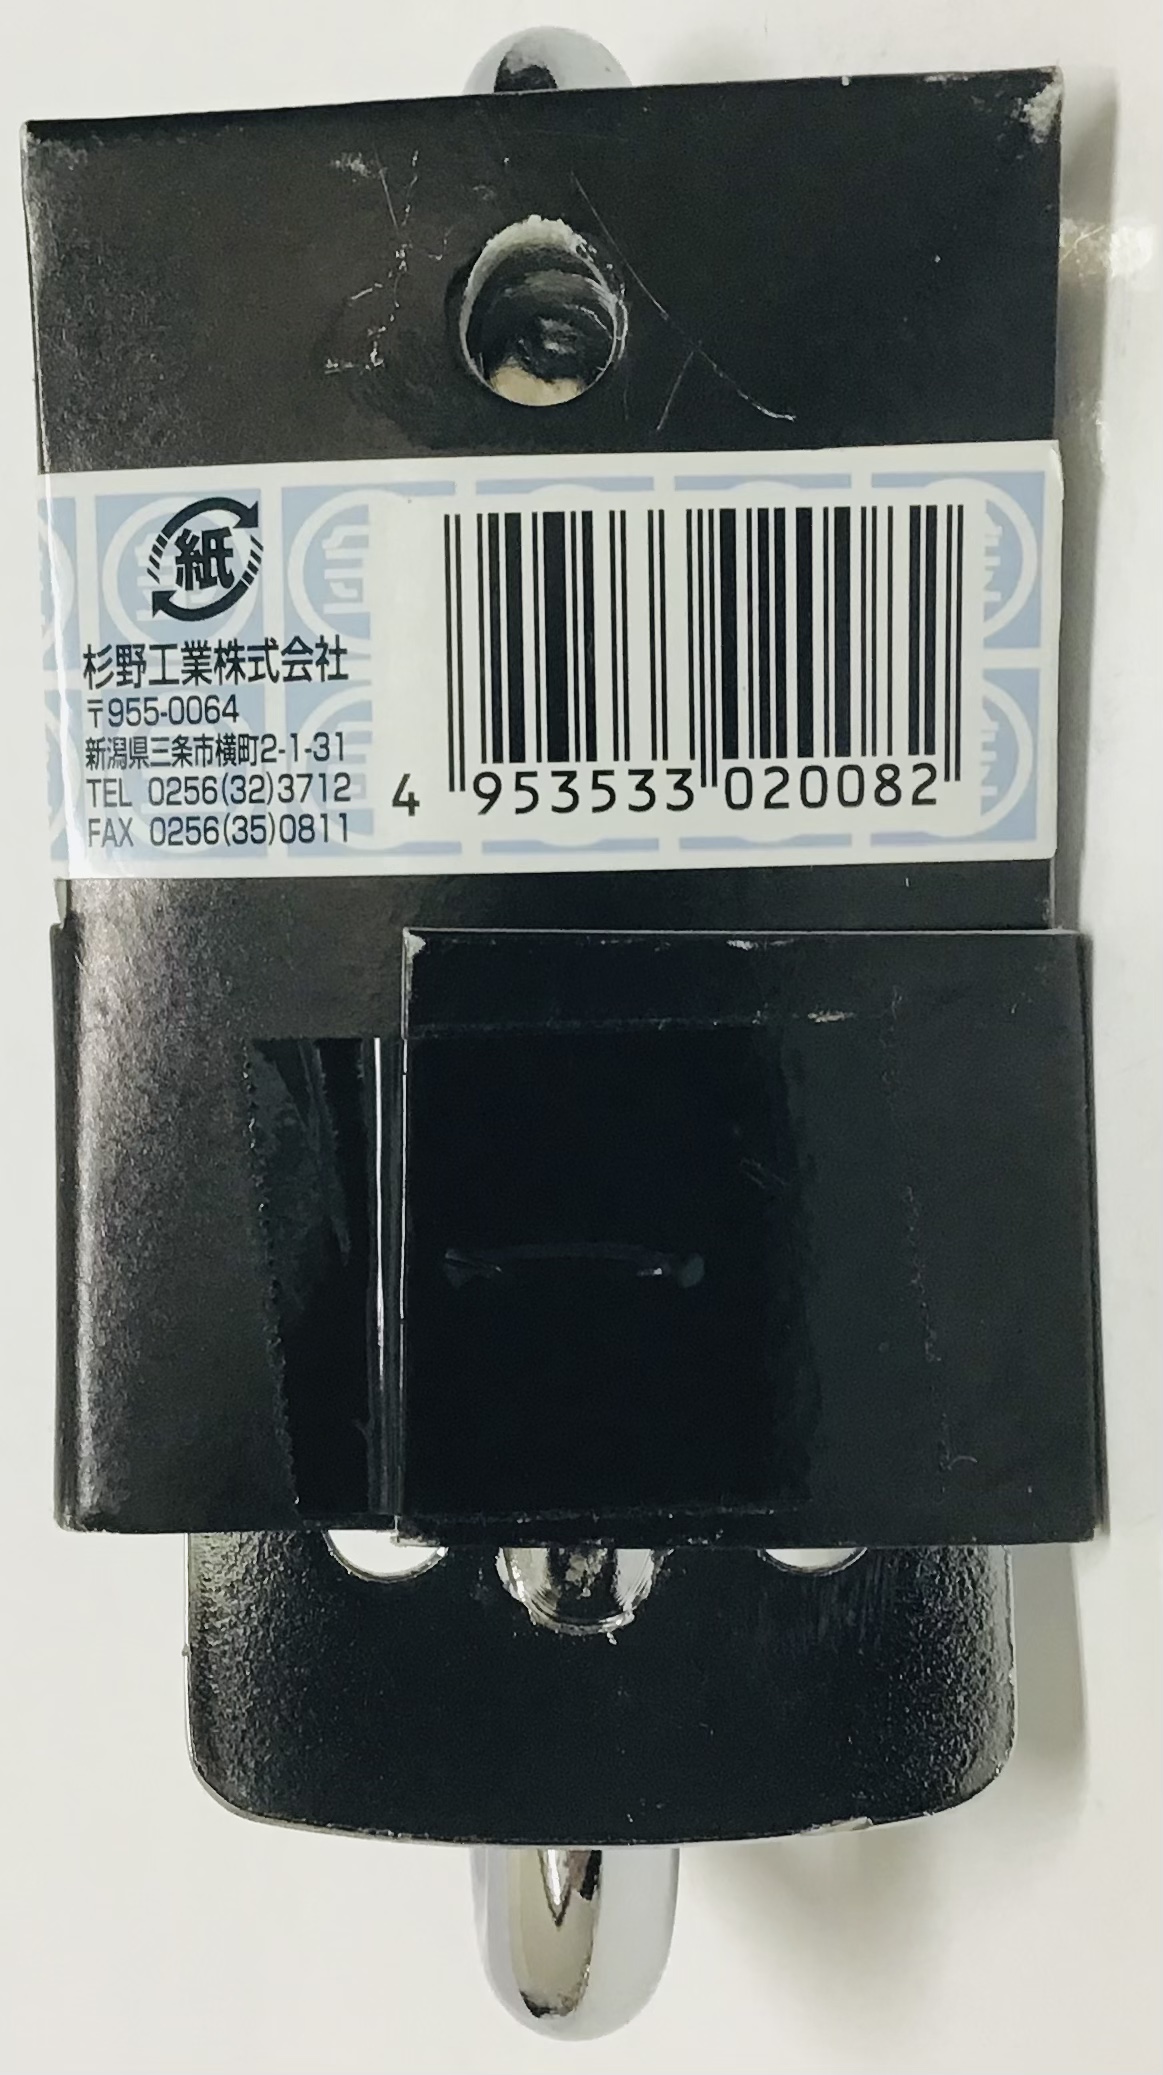 紙
杉野工業株式会社
〒955-0064
新潟県三条市横町2-1-31
TEL 0256(32)3712
FAX 0256(35)0811
4 953533 020082